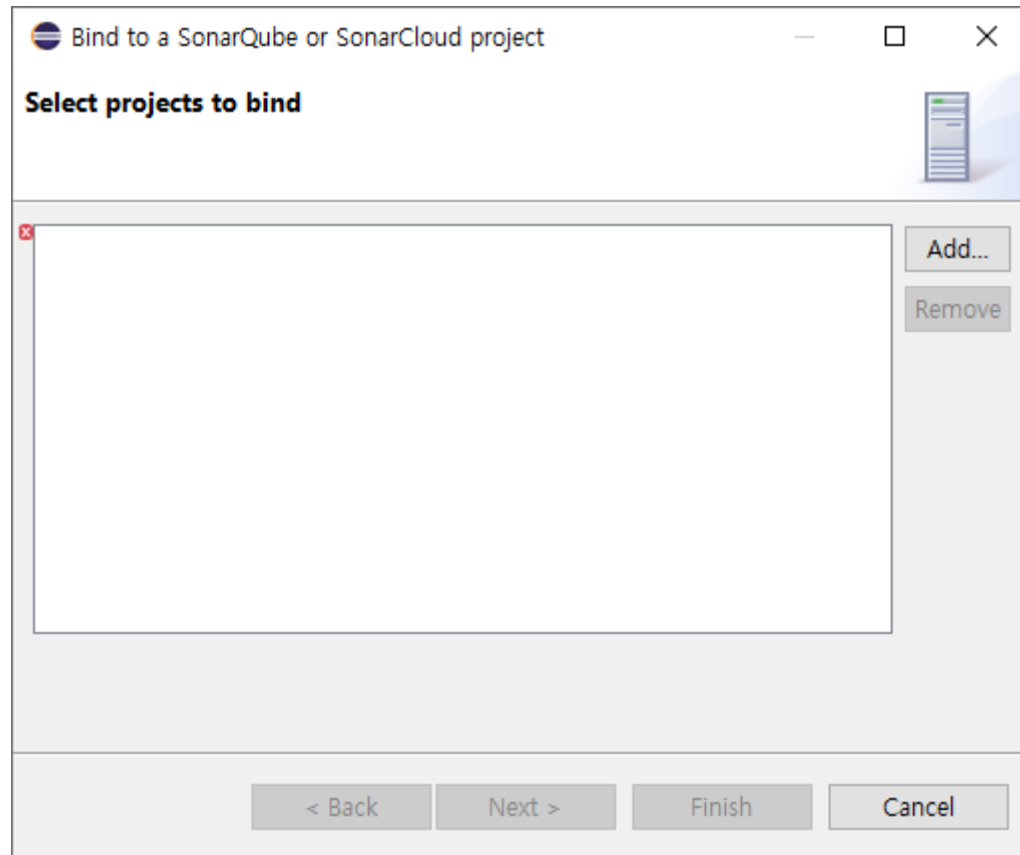 Bind to a SonarQube or SonarCloud project
Select projects to bind
Add...
Remove
< Back
Next >
Finish
Cancel